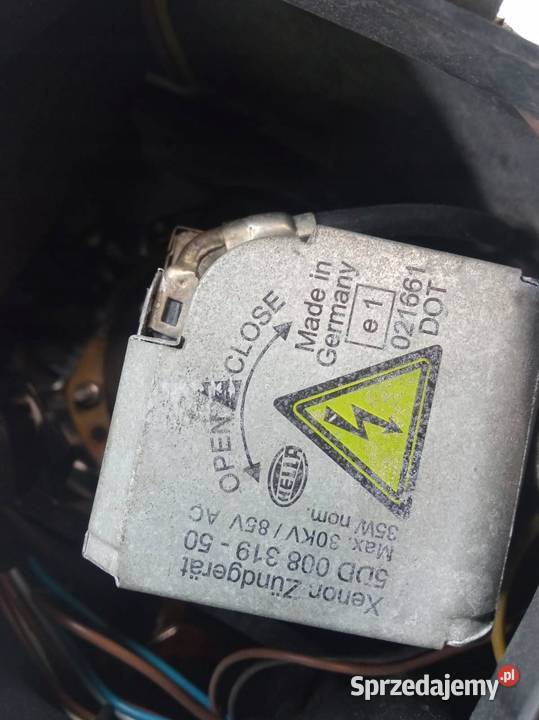 Xenon Zündgerät
5DD 008 319 - 50
Max. 30KV / 85V AC
35W nom.
HELLA
OPEN
CLOSE
Made in
Germany
e 1
021661
DOT
Sprzedajemy.pl